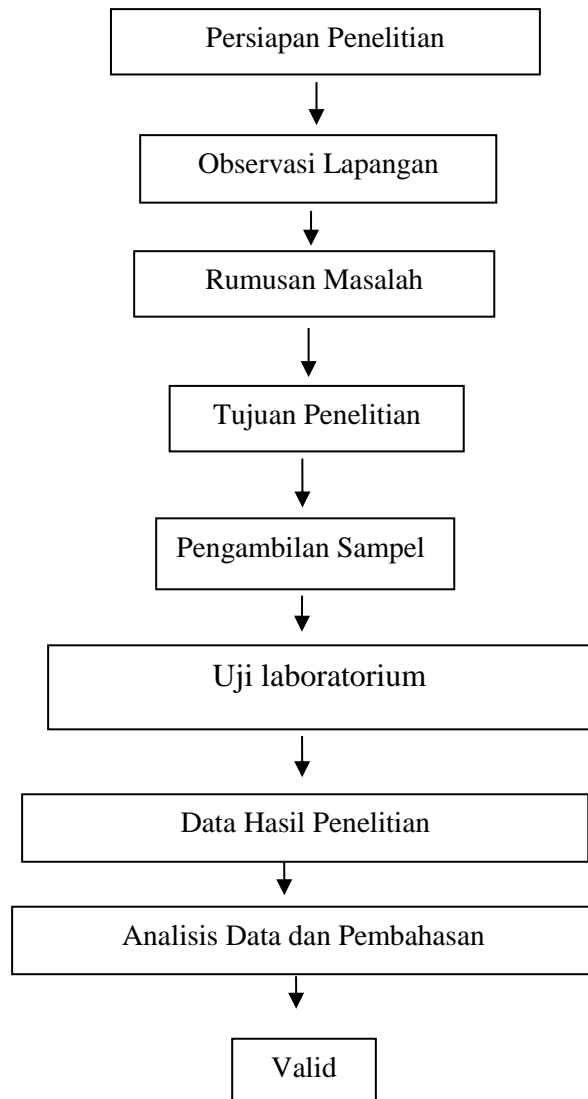 Persiapan Penelitian
Observasi Lapangan
Rumusan Masalah
Tujuan Penelitian
Pengambilan Sampel
Uji laboratorium
Data Hasil Penelitian
Analisis Data dan Pembahasan
Valid